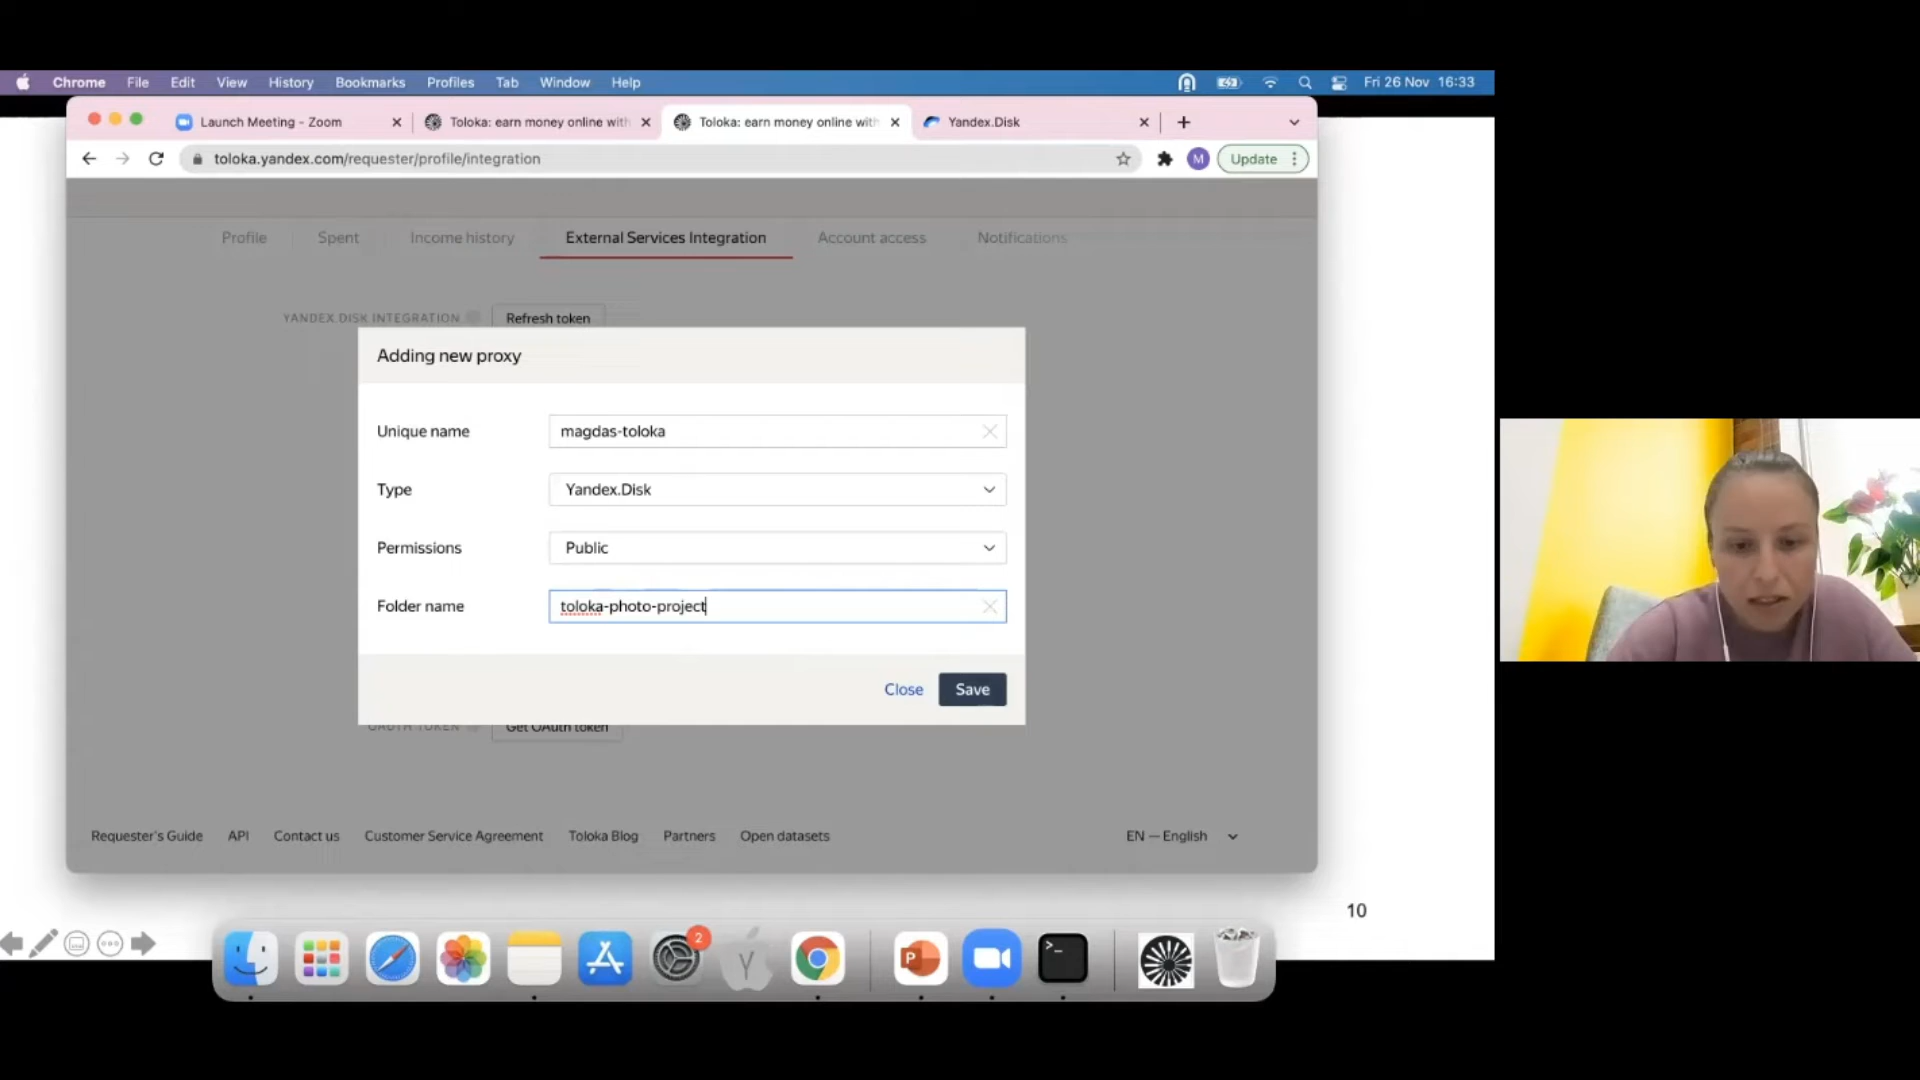 Chrome File Edit View History Bookmarks Profiles Tab Window Help Fri 26 Nov 16:33
Launch Meeting - Zoom Toloka: earn money online with Toloka: earn money online with Yandex.Disk
toloka.yandex.com/requester/profile/integration M Update
Profile Spent Income history External Services Integration Account access Notifications
YANDEX.DISK INTEGRATION Refresh token
Adding new proxy
Unique name magdas-toloka
Type Yandex.Disk
Permissions Public
Folder name toloka-photo-project
Close Save
OAUTH TOKEN Get OAuth token
Requester's Guide API Contact us Customer Service Agreement Toloka Blog Partners Open datasets EN — English
10
2
P